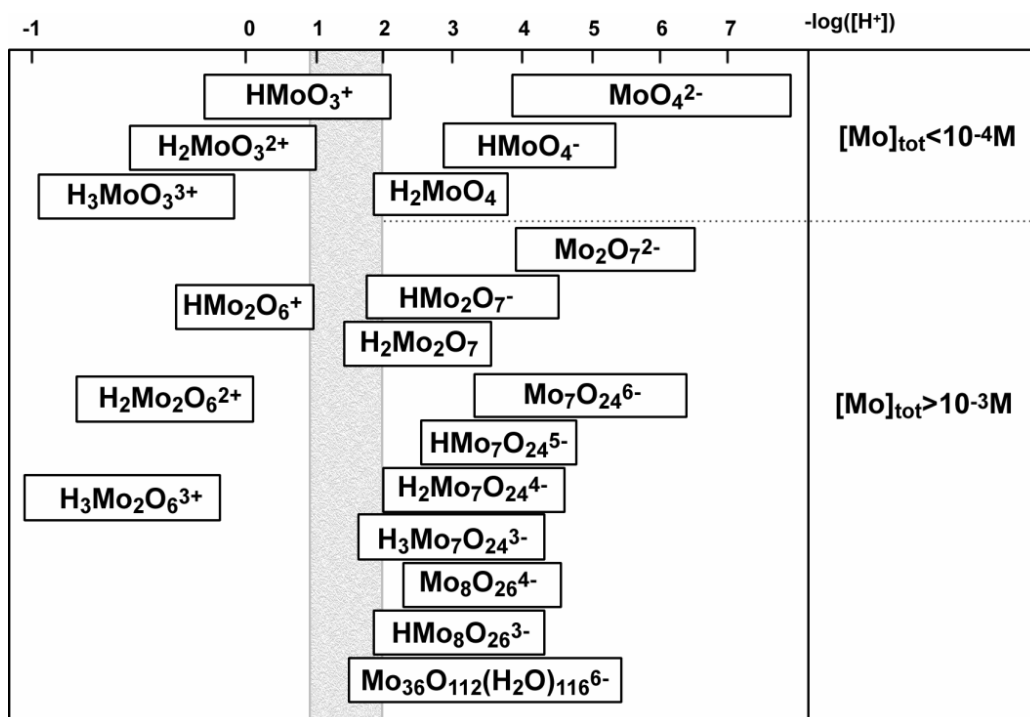 -1 0 1 2 3 4 5 6 7 -log([H⁺])
HMoO₃⁺ MoO₄²⁻
H₂MoO₃²⁺ HMoO₄⁻ [Mo]ₜₒₜ<10⁻⁴M
H₃MoO₃³⁺ H₂MoO₄
Mo₂O₇²⁻
HMo₂O₆⁺ HMo₂O₇⁻
H₂Mo₂O₇
H₂Mo₂O₆²⁺ Mo₇O₂₄⁶⁻ [Mo]ₜₒₜ>10⁻³M
HMo₇O₂₄⁵⁻
H₃Mo₂O₆³⁺ H₂Mo₇O₂₄⁴⁻
H₃Mo₇O₂₄³⁻
Mo₈O₂₆⁴⁻
HMo₈O₂₆³⁻
Mo₃₆O₁₁₂(H₂O)₁₁₆⁶⁻